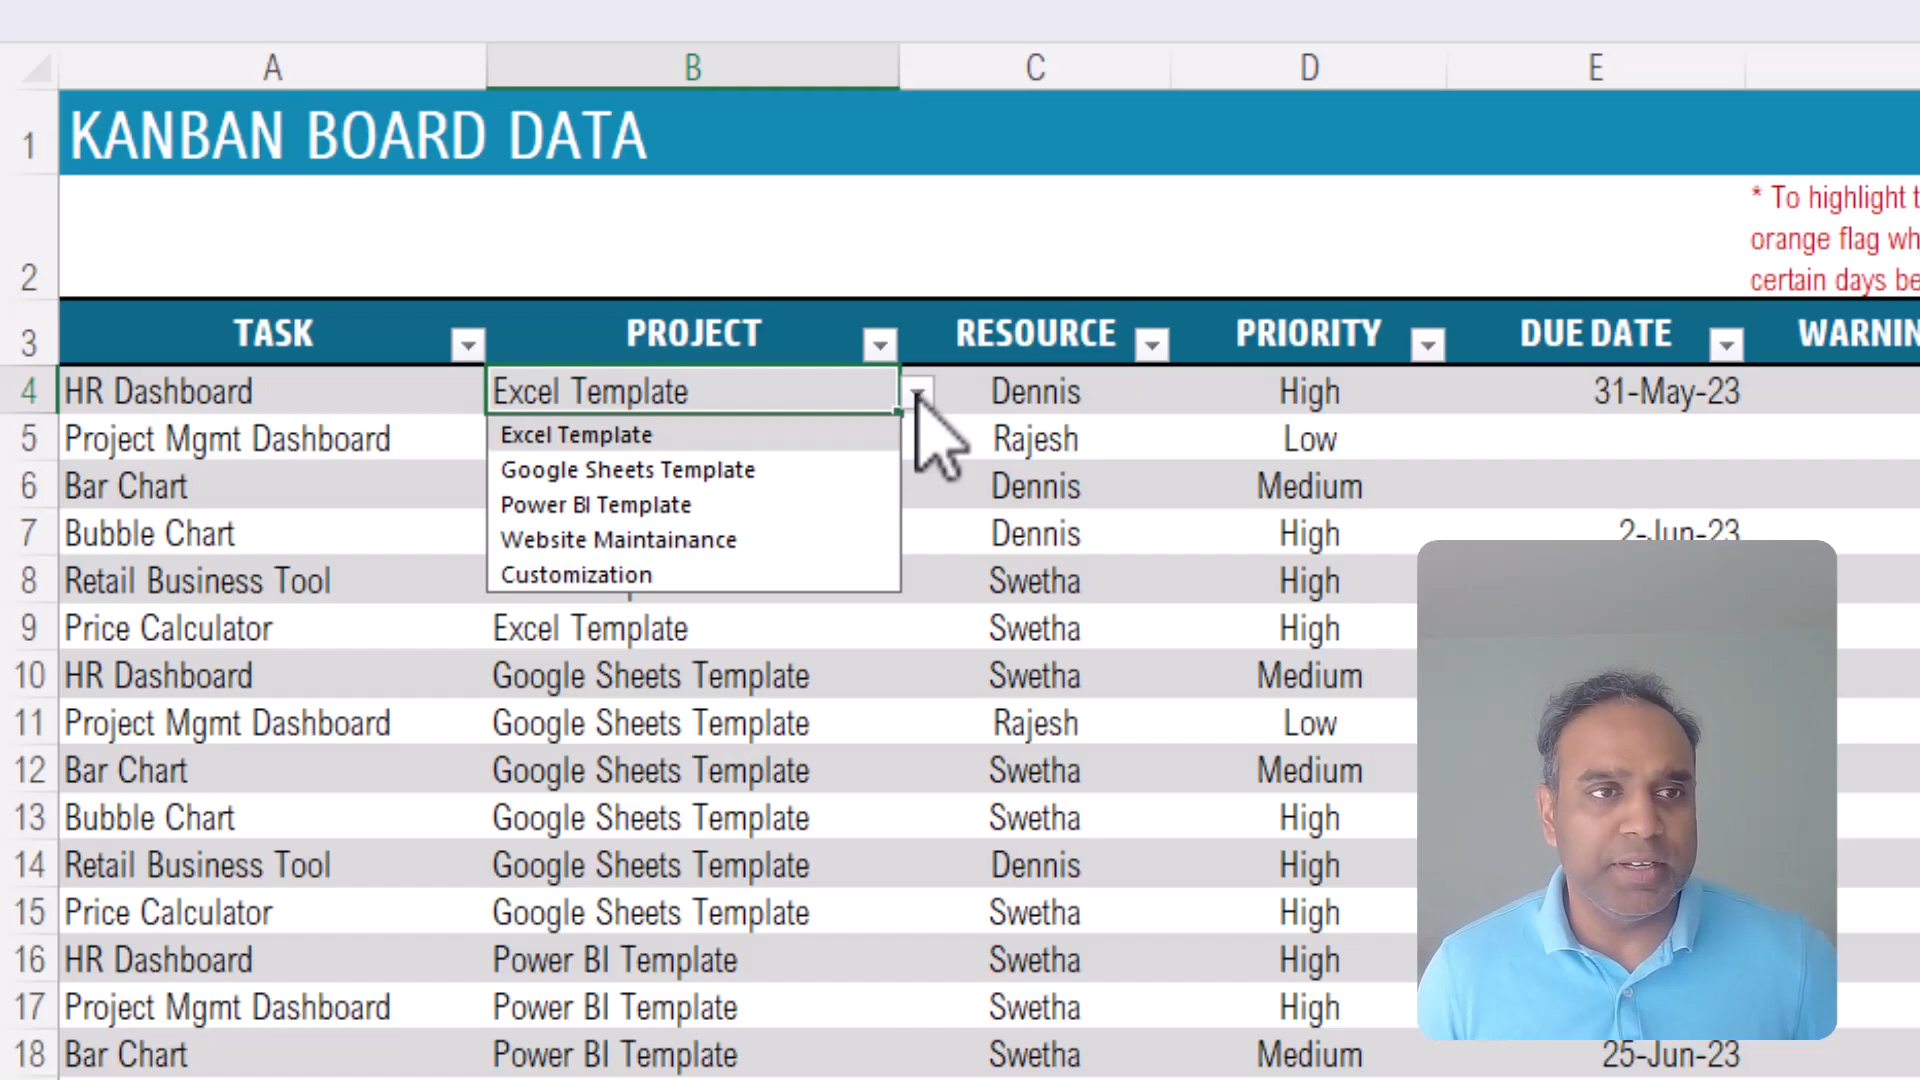 A B C D E
1 KANBAN BOARD DATA
* To highlight t
orange flag wh
2 certain days be
3 TASK PROJECT RESOURCE PRIORITY DUE DATE WARNIN
4 HR Dashboard Excel Template Dennis High 31-May-23
5 Project Mgmt Dashboard Excel Template Rajesh Low
Google Sheets Template
6 Bar Chart Power BI Template Dennis Medium
7 Bubble Chart Website Maintainance Dennis High 2-Jun-23
8 Retail Business Tool Customization Swetha High
9 Price Calculator Excel Template Swetha High
10 HR Dashboard Google Sheets Template Swetha Medium
11 Project Mgmt Dashboard Google Sheets Template Rajesh Low
12 Bar Chart Google Sheets Template Swetha Medium
13 Bubble Chart Google Sheets Template Swetha High
14 Retail Business Tool Google Sheets Template Dennis High
15 Price Calculator Google Sheets Template Swetha High
16 HR Dashboard Power BI Template Swetha High
17 Project Mgmt Dashboard Power BI Template Swetha High
18 Bar Chart Power BI Template Swetha Medium 25-Jun-23